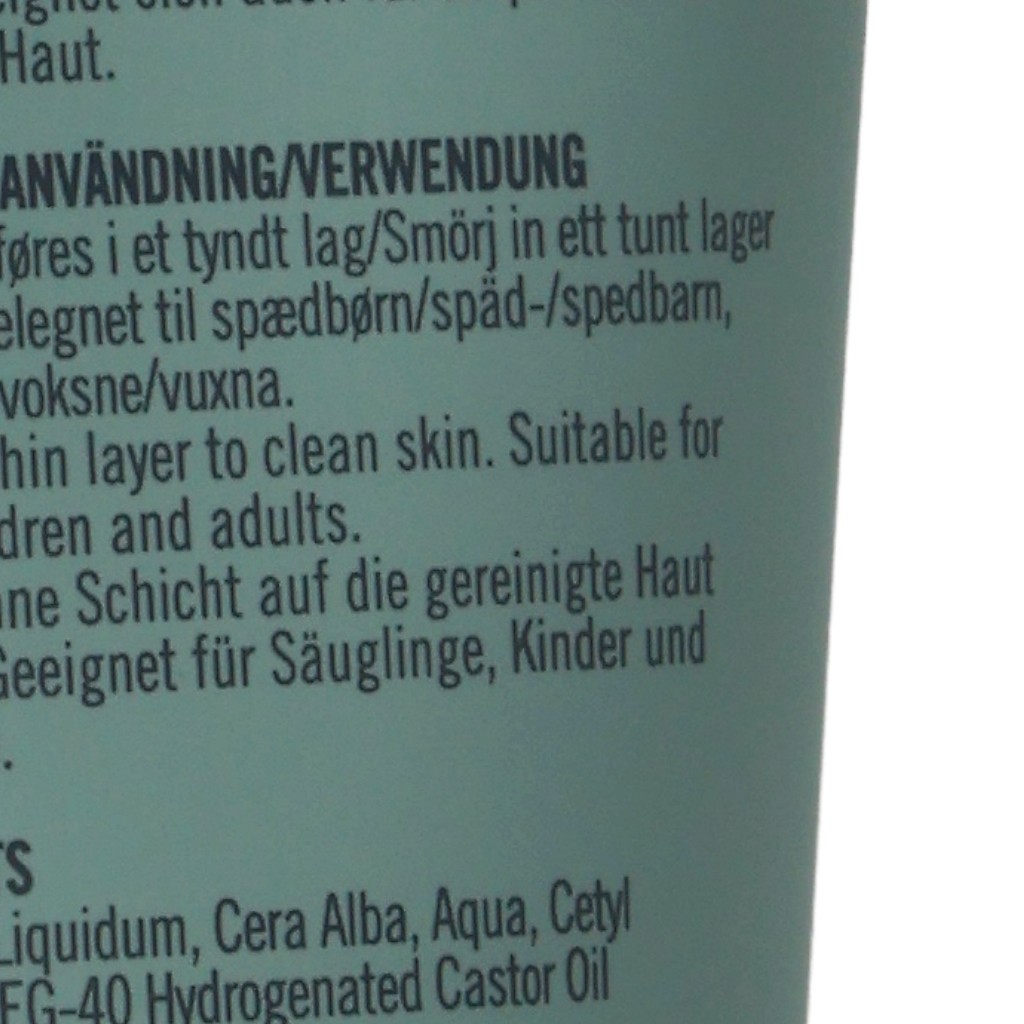 Haut.
ANVÄNDNING/VERWENDUNG
føres i et tyndt lag/Smörj in ett tunt lager
elegnet til spædbørn/späd-/spedbarn,
voksne/vuxna.
hin layer to clean skin. Suitable for
dren and adults.
ne Schicht auf die gereinigte Haut
Geeignet für Säuglinge, Kinder und
.
TS
Liquidum, Cera Alba, Aqua, Cetyl
EG-40 Hydrogenated Castor Oil